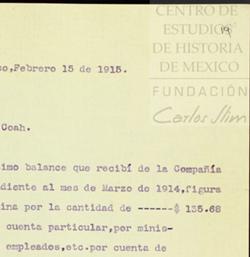 CENTRO DE
ESTUDIOS
DE HISTORIA
DE MEXICO
19
FUNDACIÓN
Carlos Slim
co,Febrero 15 de 1915.
Coah.
imo balance que recibí de la Compañía
diente al mes de Marzo de 1914,figura
ina por la cantidad de ------$ 135.68
cuenta particular,por minis-
empleados,etc.por cuenta de